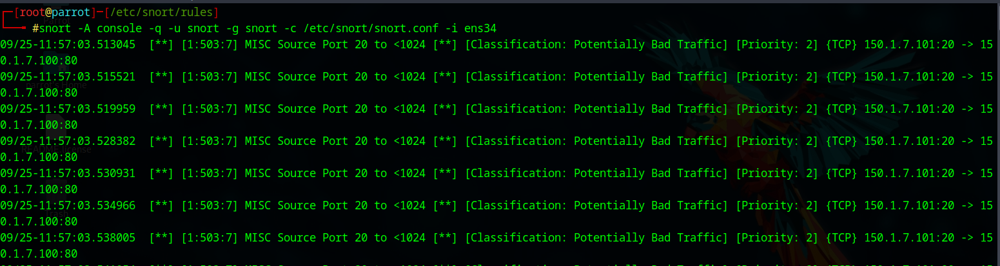 [root@parrot]─[/etc/snort/rules]
#snort -A console -q -u snort -g snort -c /etc/snort/snort.conf -i ens34
09/25-11:57:03.513045  [**] [1:503:7] MISC Source Port 20 to <1024 [**] [Classification: Potentially Bad Traffic] [Priority: 2] {TCP} 150.1.7.101:20 -> 15
0.1.7.100:80
09/25-11:57:03.515521  [**] [1:503:7] MISC Source Port 20 to <1024 [**] [Classification: Potentially Bad Traffic] [Priority: 2] {TCP} 150.1.7.101:20 -> 15
0.1.7.100:80
09/25-11:57:03.519959  [**] [1:503:7] MISC Source Port 20 to <1024 [**] [Classification: Potentially Bad Traffic] [Priority: 2] {TCP} 150.1.7.101:20 -> 15
0.1.7.100:80
09/25-11:57:03.528382  [**] [1:503:7] MISC Source Port 20 to <1024 [**] [Classification: Potentially Bad Traffic] [Priority: 2] {TCP} 150.1.7.101:20 -> 15
0.1.7.100:80
09/25-11:57:03.530931  [**] [1:503:7] MISC Source Port 20 to <1024 [**] [Classification: Potentially Bad Traffic] [Priority: 2] {TCP} 150.1.7.101:20 -> 15
0.1.7.100:80
09/25-11:57:03.534966  [**] [1:503:7] MISC Source Port 20 to <1024 [**] [Classification: Potentially Bad Traffic] [Priority: 2] {TCP} 150.1.7.101:20 -> 15
0.1.7.100:80
09/25-11:57:03.538005  [**] [1:503:7] MISC Source Port 20 to <1024 [**] [Classification: Potentially Bad Traffic] [Priority: 2] {TCP} 150.1.7.101:20 -> 15
0.1.7.100:80